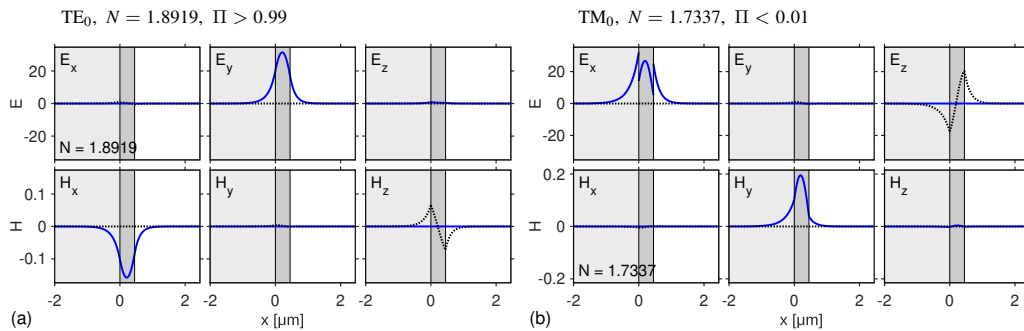 TE0, N = 1.8919, Π > 0.99
TM0, N = 1.7337, Π < 0.01
E
20
0
-20
Ex
N = 1.8919
Ey
Ez
H
0.1
0
-0.1
Hx
Hy
Hz
-2 0 2
-2 0 2
-2 0 2
x [μm]
(a)
E
20
0
-20
Ex
Ey
Ez
H
0.2
0
-0.2
Hx
N = 1.7337
Hy
Hz
-2 0 2
-2 0 2
-2 0 2
x [μm]
(b)